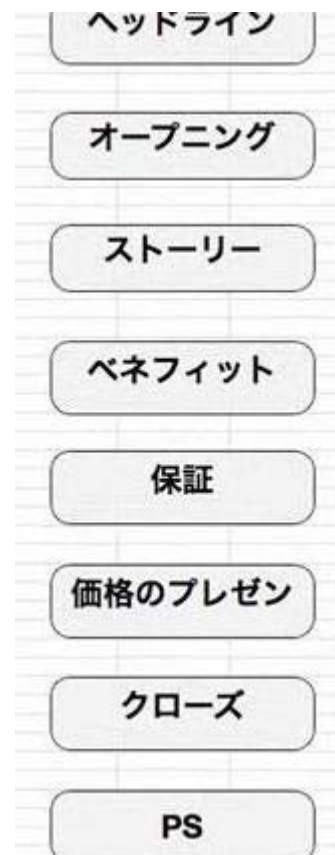 ヘッドライン
オープニング
ストーリー
ベネフィット
保証
価格のプレゼン
クローズ
PS